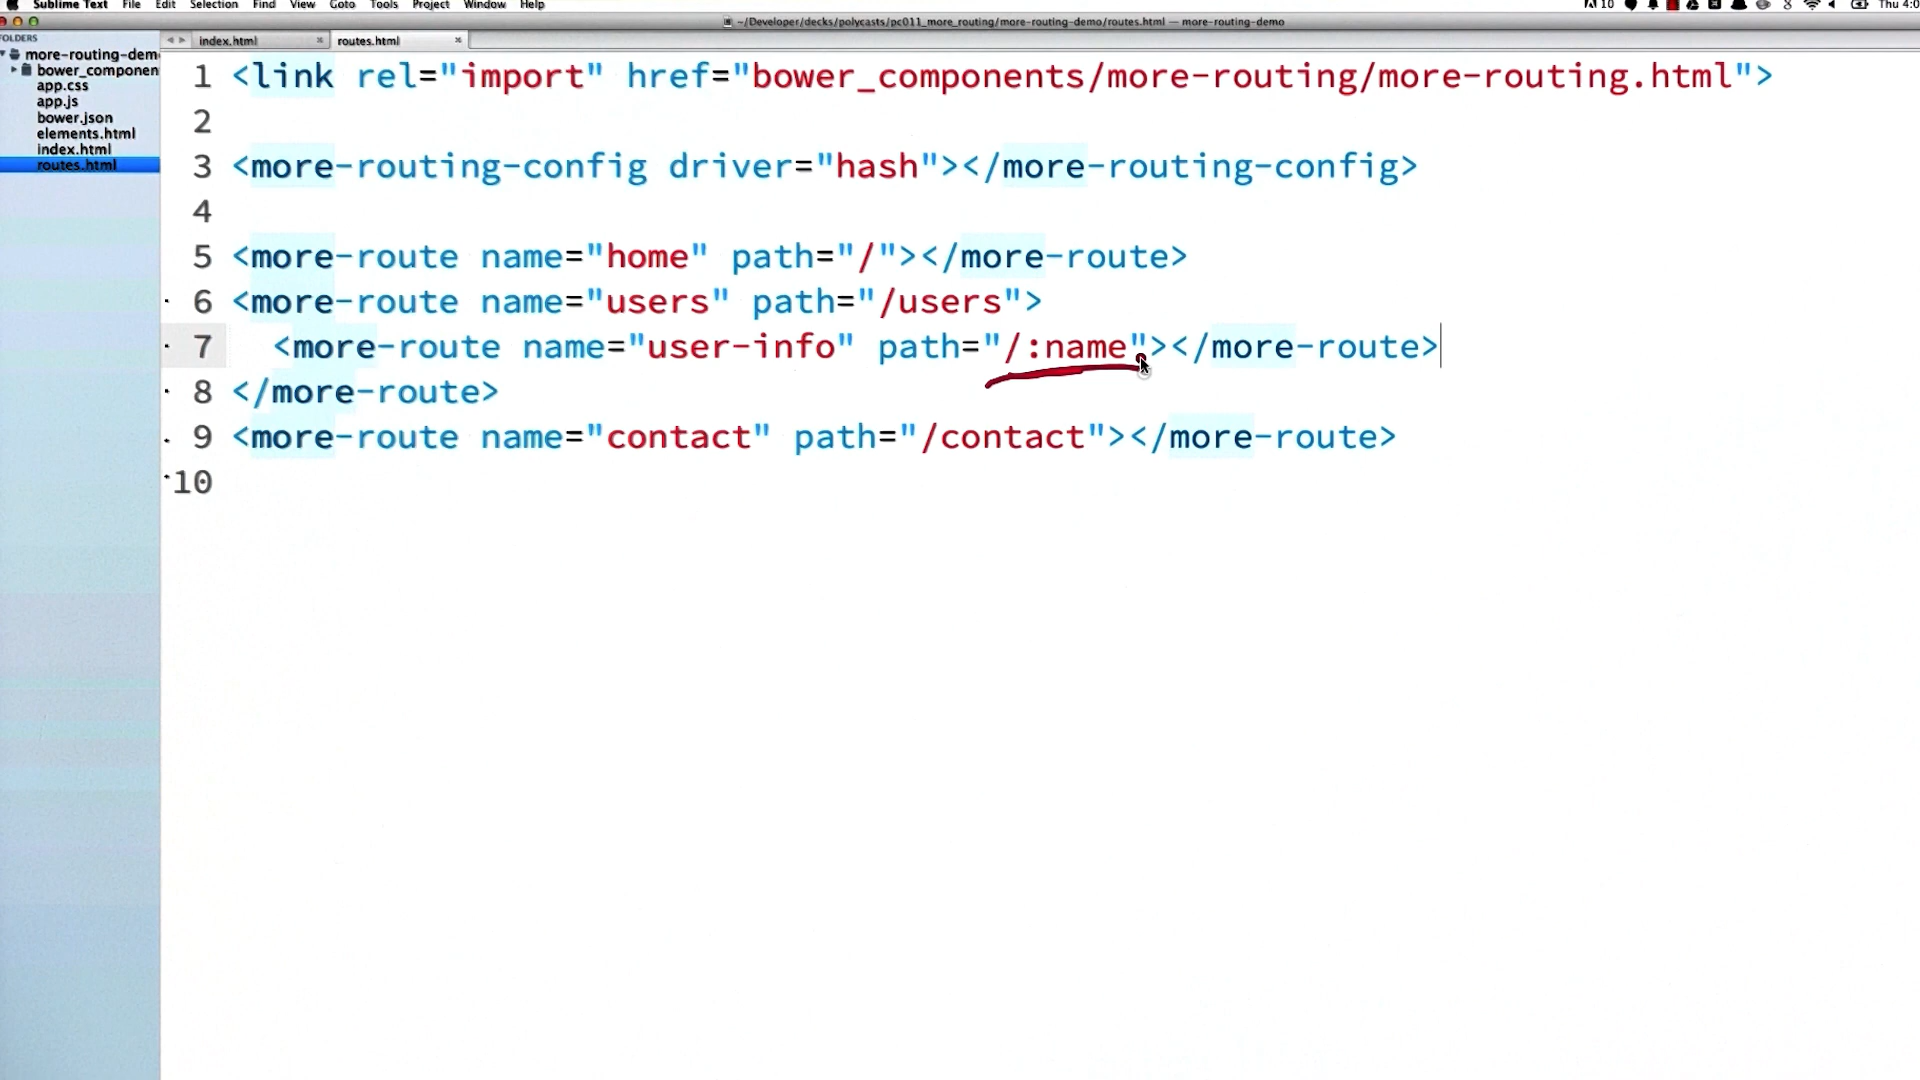 Sublime Text File Edit Selection Find View Goto Tools Project Window Help
10 Thu 4:0
~/Developer/decks/polycasts/pc011_more_routing/more-routing-demo/routes.html — more-routing-demo
FOLDERS
more-routing-dem
bower_componen
app.css
app.js
bower.json
elements.html
index.html
routes.html
index.html
routes.html
1 <link rel="import" href="bower_components/more-routing/more-routing.html">
2
3 <more-routing-config driver="hash"></more-routing-config>
4
5 <more-route name="home" path="/"></more-route>
6 <more-route name="users" path="/users">
7 <more-route name="user-info" path="/:name"></more-route>
8 </more-route>
9 <more-route name="contact" path="/contact"></more-route>
10